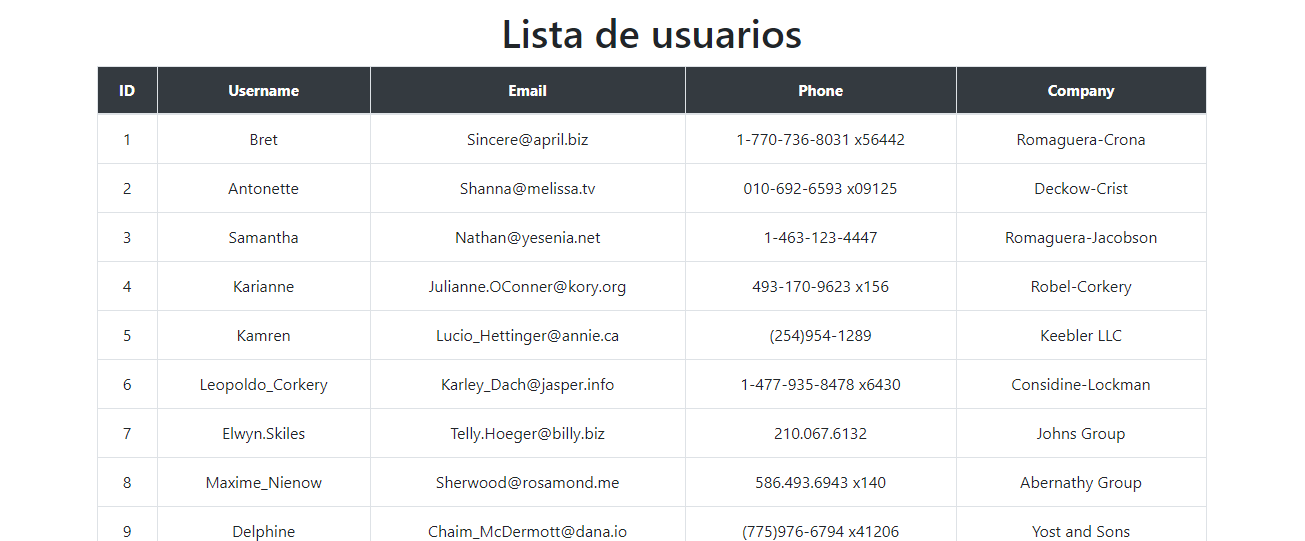 Lista de usuarios
ID Username Email Phone Company
1 Bret Sincere@april.biz 1-770-736-8031 x56442 Romaguera-Crona
2 Antonette Shanna@melissa.tv 010-692-6593 x09125 Deckow-Crist
3 Samantha Nathan@yesenia.net 1-463-123-4447 Romaguera-Jacobson
4 Karianne Julianne.OConner@kory.org 493-170-9623 x156 Robel-Corkery
5 Kamren Lucio_Hettinger@annie.ca (254)954-1289 Keebler LLC
6 Leopoldo_Corkery Karley_Dach@jasper.info 1-477-935-8478 x6430 Considine-Lockman
7 Elwyn.Skiles Telly.Hoeger@billy.biz 210.067.6132 Johns Group
8 Maxime_Nienow Sherwood@rosamond.me 586.493.6943 x140 Abernathy Group
9 Delphine Chaim_McDermott@dana.io (775)976-6794 x41206 Yost and Sons